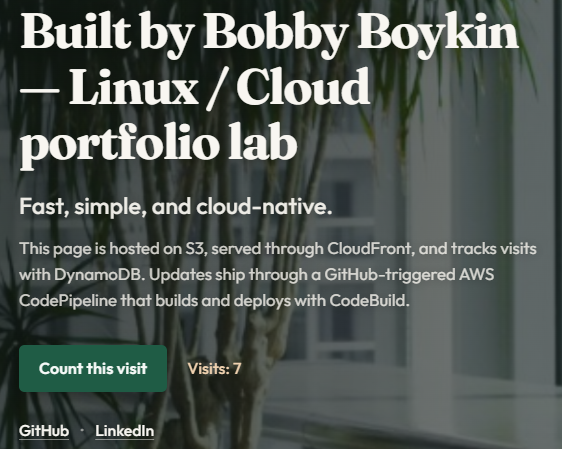 Built by Bobby Boykin
— Linux / Cloud
portfolio lab
Fast, simple, and cloud-native.
This page is hosted on S3, served through CloudFront, and tracks visits
with DynamoDB. Updates ship through a GitHub-triggered AWS
CodePipeline that builds and deploys with CodeBuild.
Count this visit Visits: 7
GitHub · LinkedIn